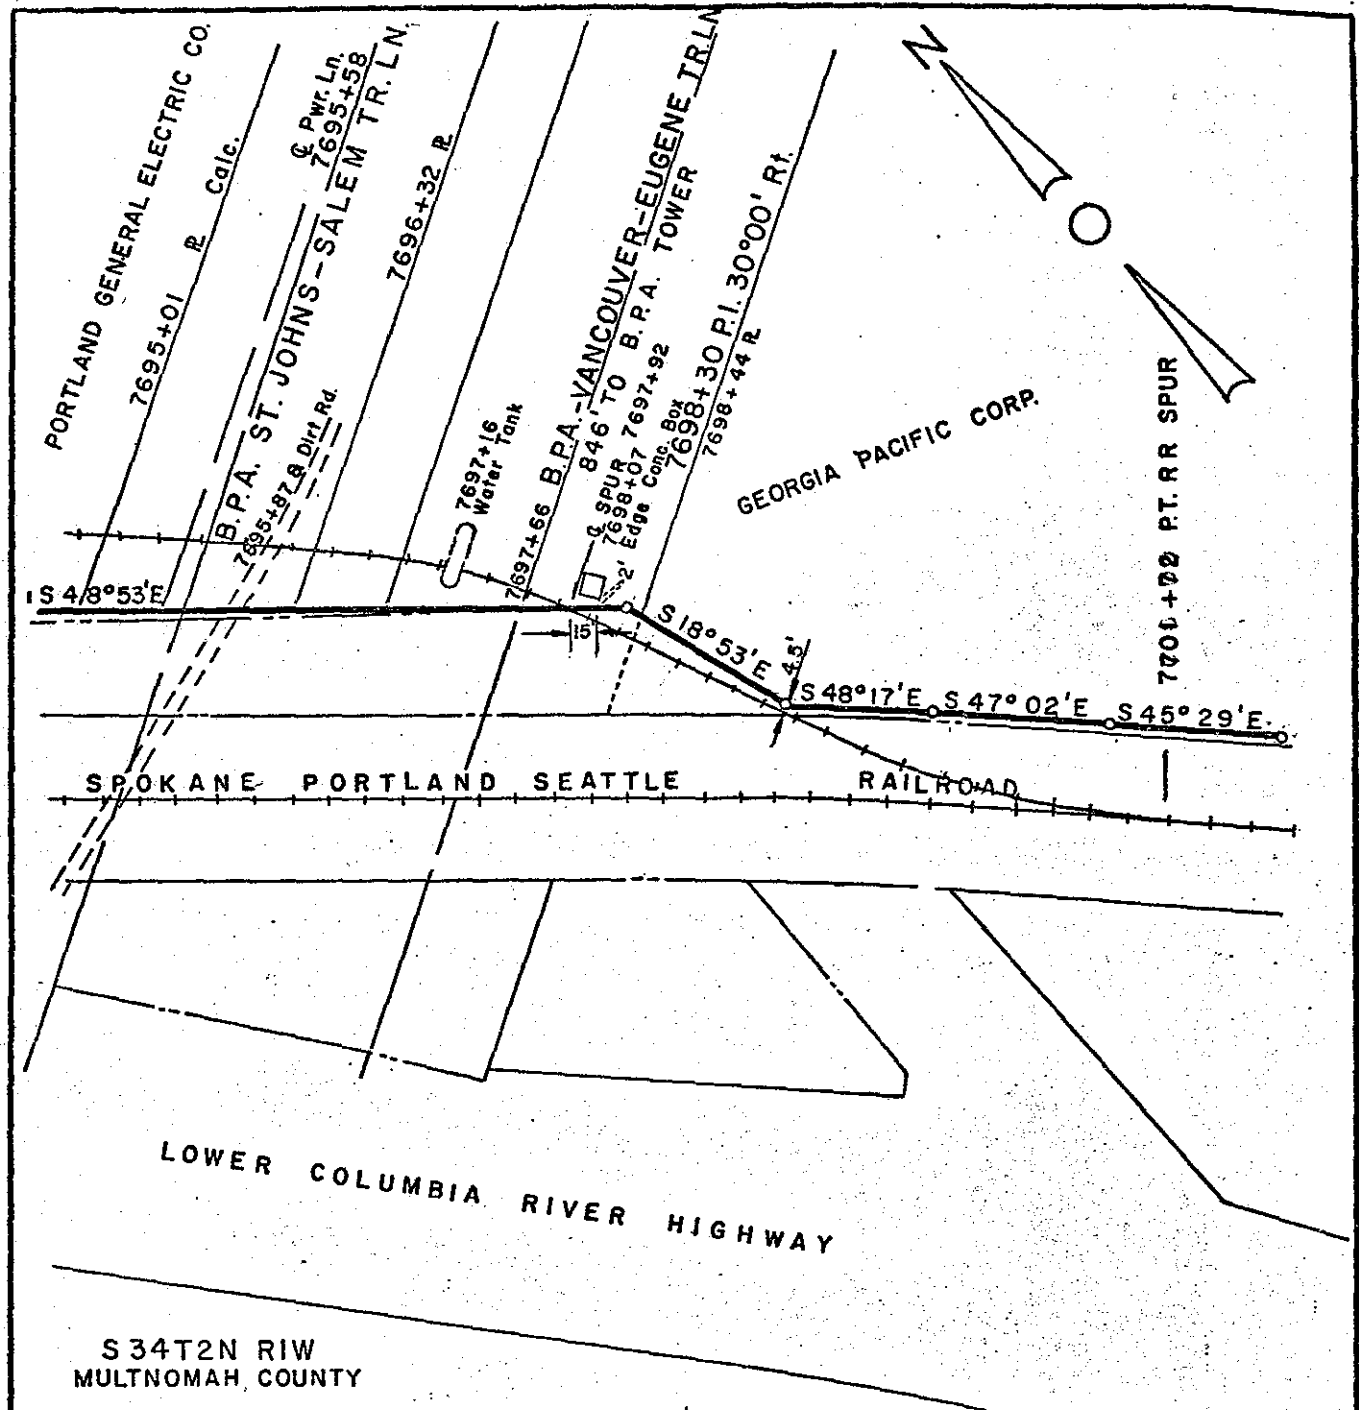 PORTLAND GENERAL ELECTRIC CO.
7695+01 ⅊ Calc.
℄ Pwr. Ln.
7695+58
B.P.A. ST. JOHNS-SALEM TR. LN.
7695+87 ℄ Dirt Rd.
7696+32 ⅊
7697+16
Water Tank
7697+66 B.P.A.-VANCOUVER-EUGENE TR.LN
846' TO B.P.A. TOWER
℄ SPUR 7697+92
7698+07
2' Edge Conc. Box
7698+30 P.I. 30°00' Rt.
7698+44 ⅊
N
GEORGIA PACIFIC CORP.
P.T. RR SPUR
S 48°53'E
15'
S 18°53'E
4.5'
S 48°17'E
S 47°02'E
S 45°29'E
SPOKANE PORTLAND SEATTLE RAILROAD
LOWER COLUMBIA RIVER HIGHWAY
S34T2N R1W
MULTNOMAH COUNTY